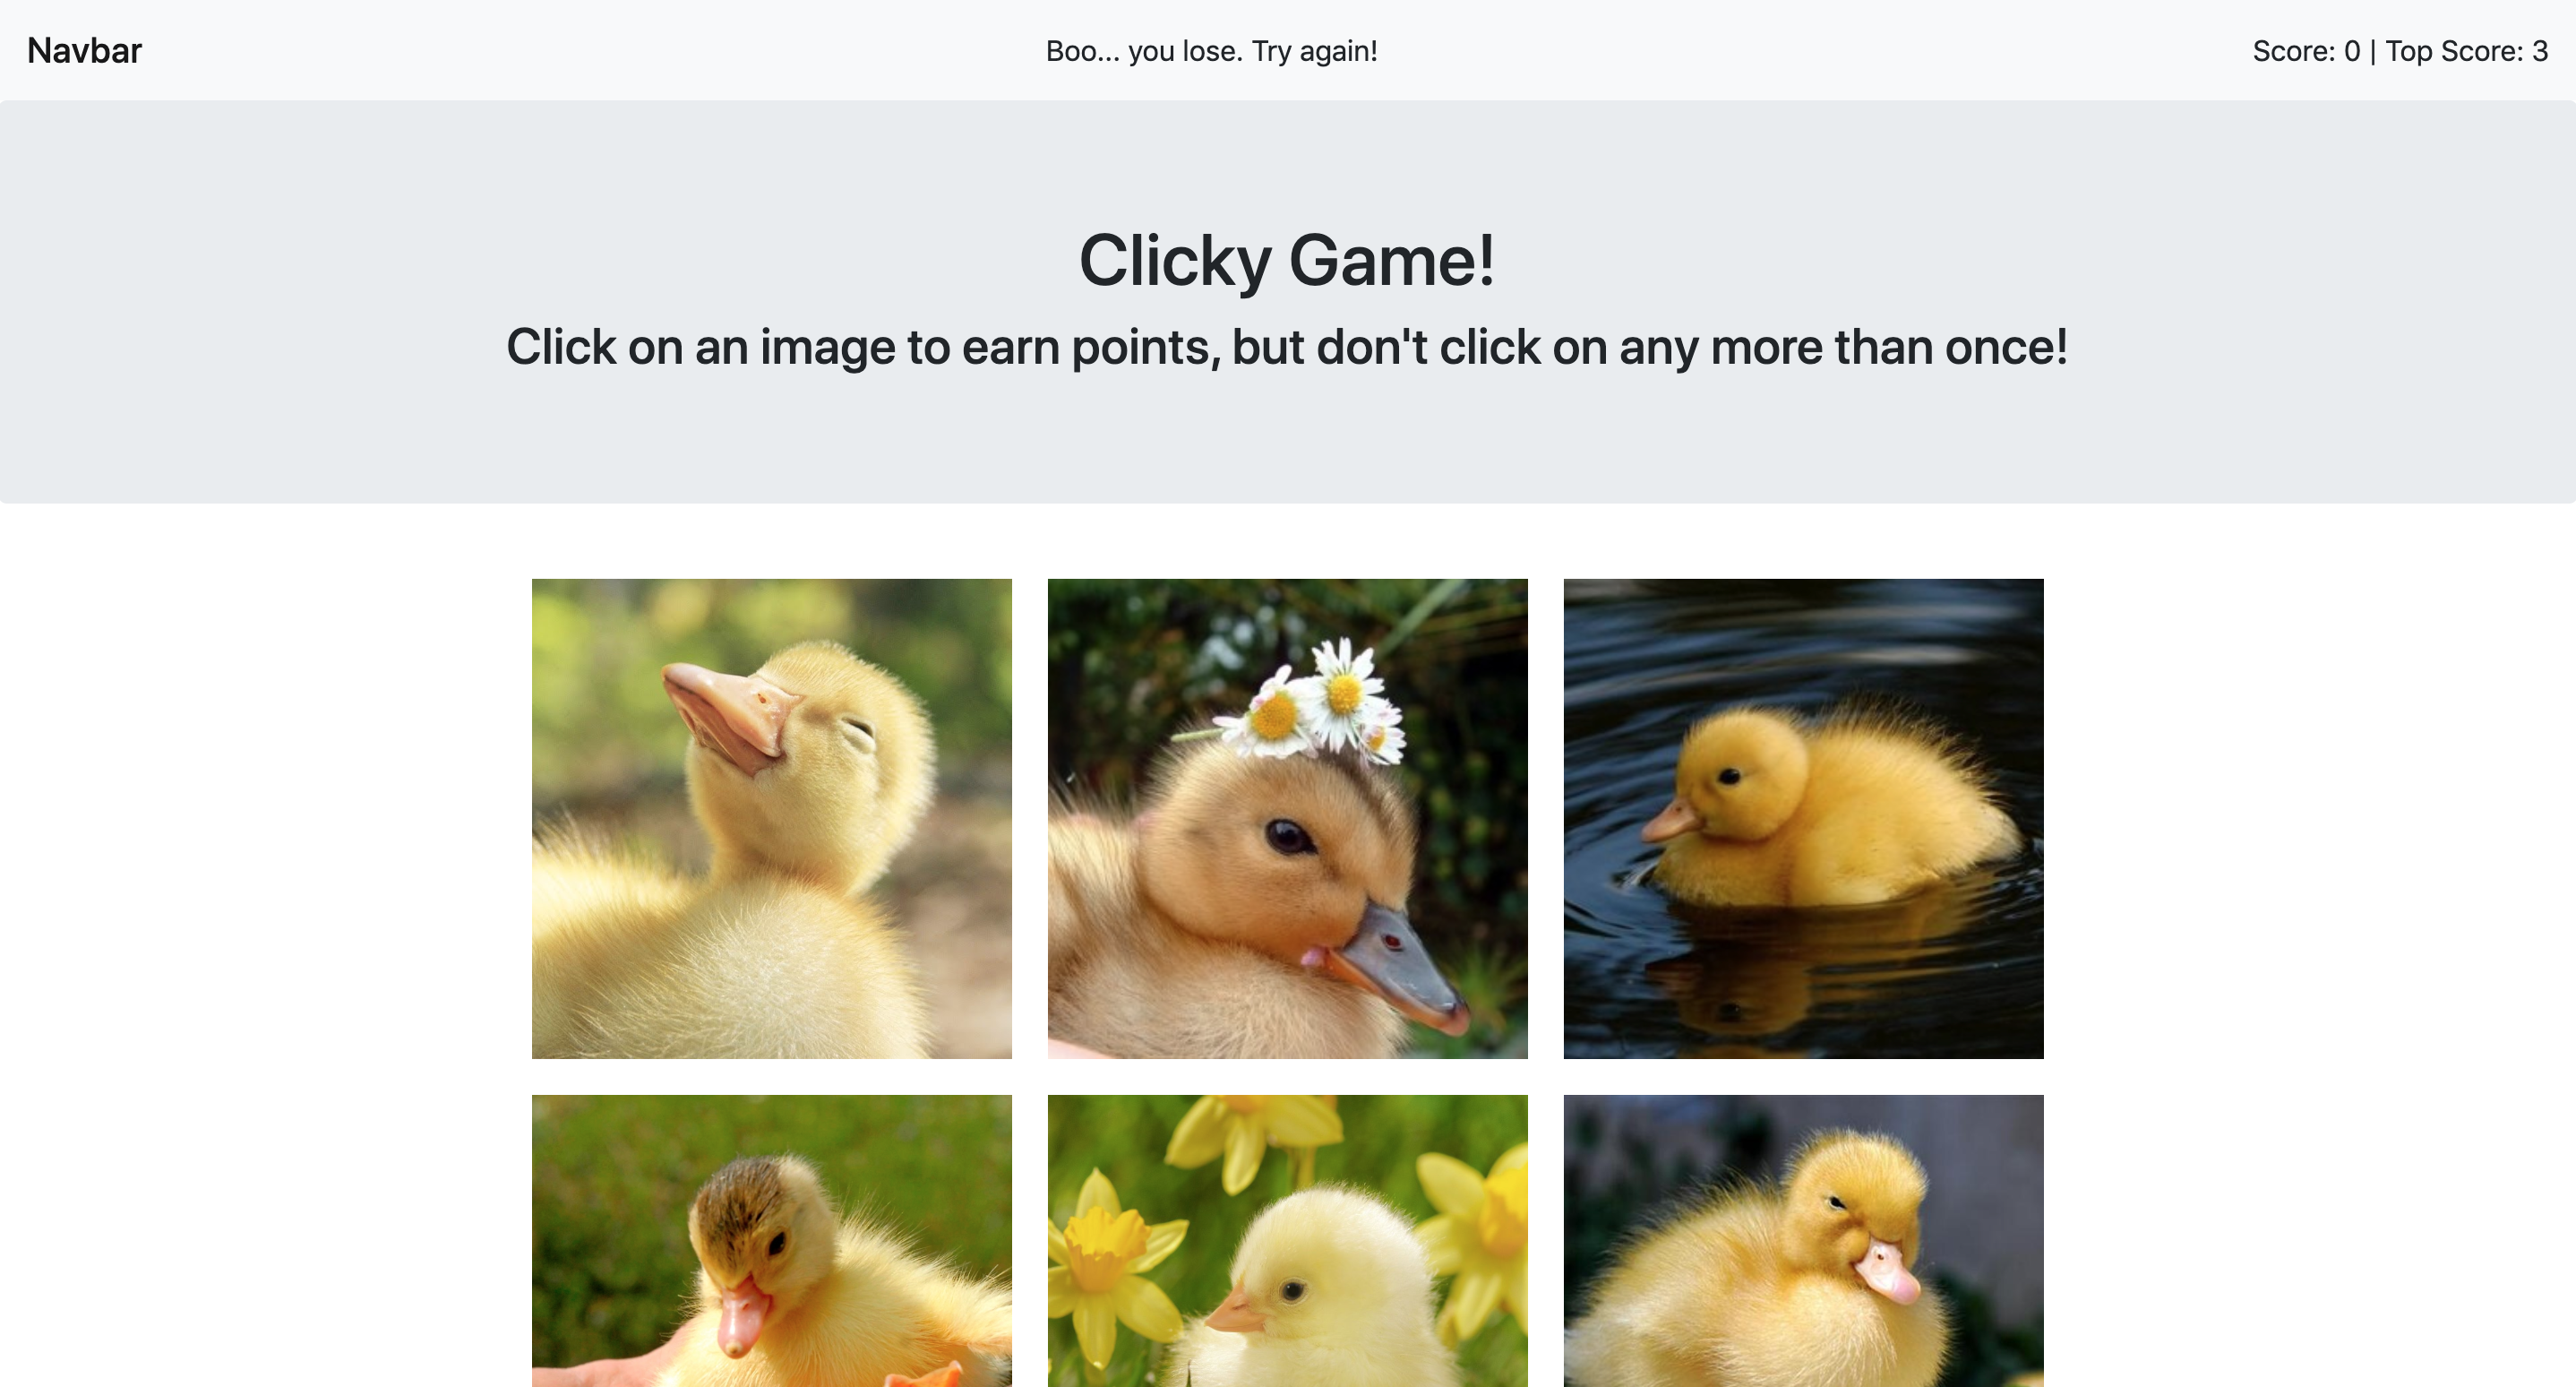 Navbar
Boo... you lose. Try again!
Score: 0 | Top Score: 3
Clicky Game!
Click on an image to earn points, but don't click on any more than once!